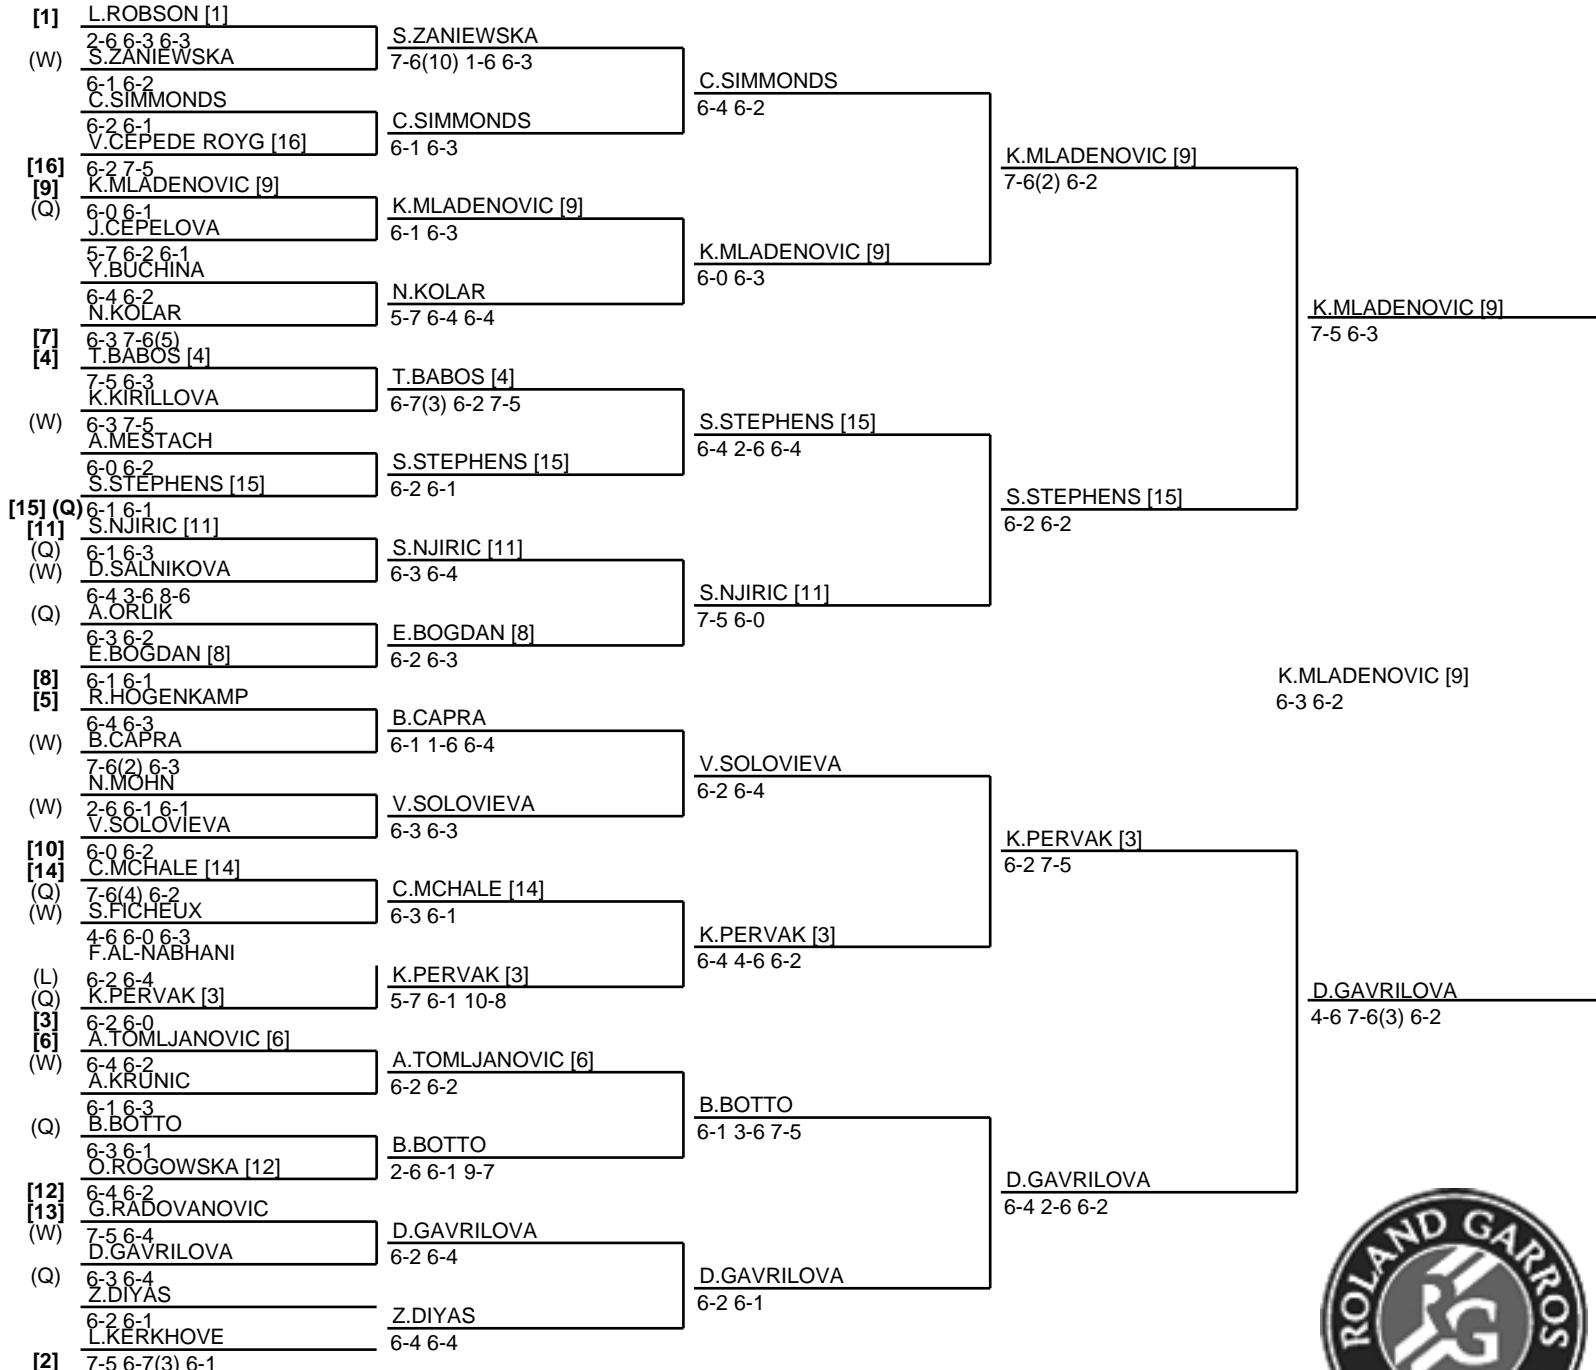 [1] L.ROBSON [1]
2-6 6-3 6-3
(W) S.ZANIEWSKA
6-1 6-2
C.SIMMONDS
6-2 6-1
V.CEPEDE ROYG [16]
[16] 6-2 7-5
[9] K.MLADENOVIC [9]
(Q) 6-0 6-1
J.CEPELOVA
5-7 6-2 6-1
Y.BUCHINA
6-4 6-2
N.KOLAR
[7] 6-3 7-6(5)
[4] T.BABOS [4]
7-5 6-3
K.KIRILLOVA
(W) 6-3 7-5
A.MESTACH
6-0 6-2
S.STEPHENS [15]
[15] (Q) 6-1 6-1
[11] S.NJIRIC [11]
(Q) 6-1 6-3
(W) D.SALNIKOVA
6-4 3-6 8-6
(Q) A.ORLIK
6-3 6-2
E.BOGDAN [8]
[8] 6-1 6-1
[5] R.HOGENKAMP
6-4 6-3
(W) B.CAPRA
7-6(2) 6-3
N.MOHN
(W) 2-6 6-1 6-1
V.SOLOVIEVA
[10] 6-0 6-2
[14] C.MCHALE [14]
(Q) 7-6(4) 6-2
(W) S.FICHEUX
4-6 6-0 6-3
F.AL-NABHANI
(L) 6-2 6-4
(Q) K.PERVAK [3]
[3] 6-2 6-0
[6] A.TOMLJANOVIC [6]
(W) 6-4 6-2
A.KRUNIC
6-1 6-3
(Q) B.BOTTO
6-3 6-1
O.ROGOWSKA [12]
[12] 6-4 6-2
[13] G.RADOVANOVIC
(W) 7-5 6-4
D.GAVRILOVA
(Q) 6-3 6-4
Z.DIYAS
6-2 6-1
L.KERKHOVE
[2] 7-5 6-7(3) 6-1
S.ZANIEWSKA
7-6(10) 1-6 6-3
C.SIMMONDS
6-1 6-3
K.MLADENOVIC [9]
6-1 6-3
N.KOLAR
5-7 6-4 6-4
T.BABOS [4]
6-7(3) 6-2 7-5
S.STEPHENS [15]
6-2 6-1
S.NJIRIC [11]
6-3 6-4
E.BOGDAN [8]
6-2 6-3
B.CAPRA
6-1 1-6 6-4
V.SOLOVIEVA
6-3 6-3
C.MCHALE [14]
6-3 6-1
K.PERVAK [3]
5-7 6-1 10-8
A.TOMLJANOVIC [6]
6-2 6-2
B.BOTTO
2-6 6-1 9-7
D.GAVRILOVA
6-2 6-4
Z.DIYAS
6-4 6-4
C.SIMMONDS
6-4 6-2
K.MLADENOVIC [9]
6-0 6-3
S.STEPHENS [15]
6-4 2-6 6-4
S.NJIRIC [11]
7-5 6-0
V.SOLOVIEVA
6-2 6-4
K.PERVAK [3]
6-4 4-6 6-2
B.BOTTO
6-1 3-6 7-5
D.GAVRILOVA
6-2 6-1
K.MLADENOVIC [9]
7-6(2) 6-2
S.STEPHENS [15]
6-2 6-2
K.PERVAK [3]
6-2 7-5
D.GAVRILOVA
6-4 2-6 6-2
K.MLADENOVIC [9]
7-5 6-3
D.GAVRILOVA
4-6 7-6(3) 6-2
K.MLADENOVIC [9]
6-3 6-2
ROLAND GARROS
RG